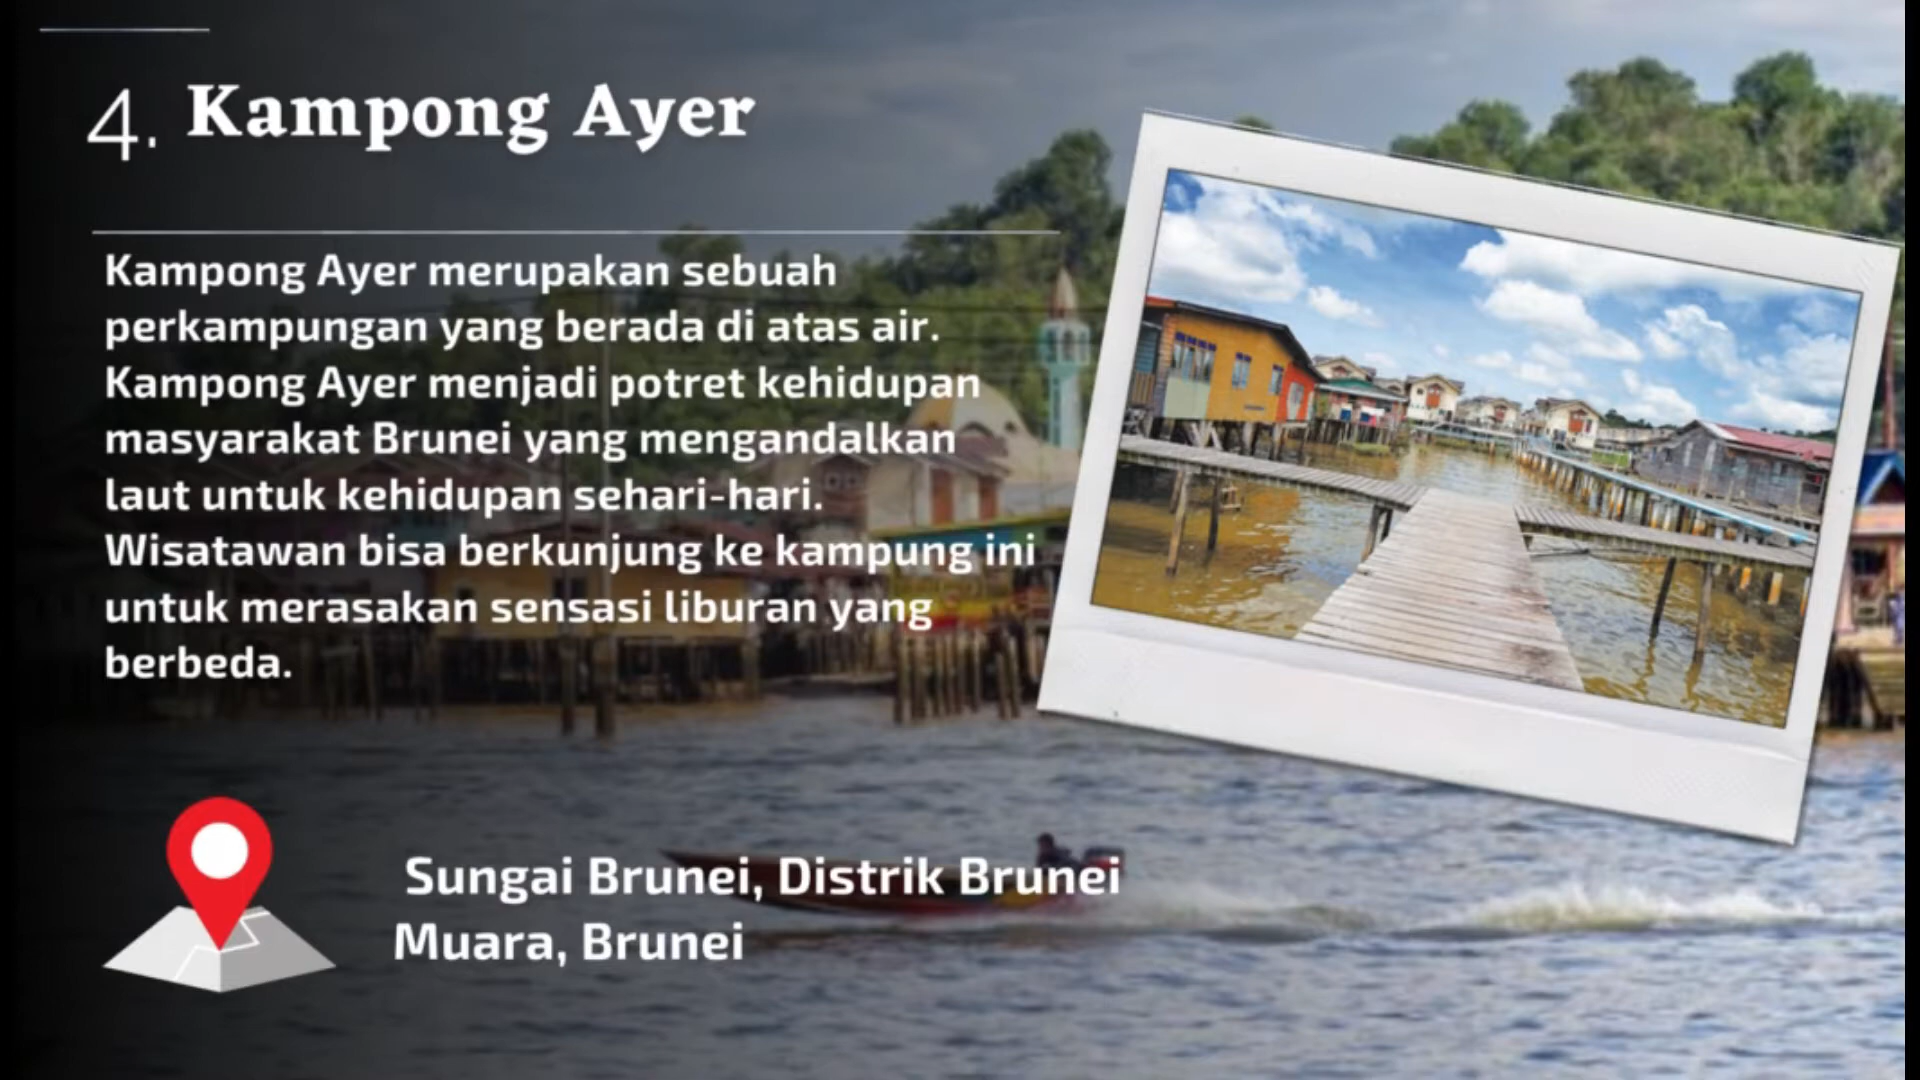 4. Kampong Ayer
Kampong Ayer merupakan sebuah
perkampungan yang berada di atas air.
Kampong Ayer menjadi potret kehidupan
masyarakat Brunei yang mengandalkan
laut untuk kehidupan sehari-hari.
Wisatawan bisa berkunjung ke kampung ini
untuk merasakan sensasi liburan yang
berbeda.
Sungai Brunei, Distrik Brunei
Muara, Brunei